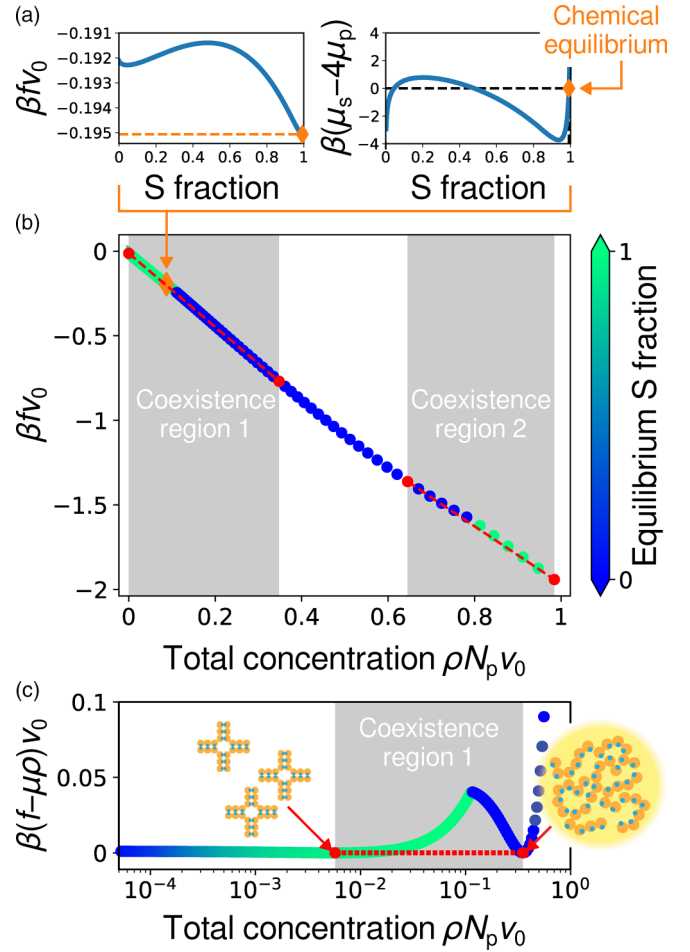 (a)
−0.191
−0.192
−0.193
−0.194
−0.195
βfv₀
0 0.2 0.4 0.6 0.8 1
S fraction
4
2
0
−2
−4
β(μₛ−4μₚ)
0 0.2 0.4 0.6 0.8 1
S fraction
Chemical
equilibrium
(b)
0
−0.5
−1
−1.5
−2
βfv₀
Coexistence
region 1
Coexistence
region 2
0 0.2 0.4 0.6 0.8 1
Total concentration ρNₚv₀
1
0
Equilibrium S fraction
(c)
0.1
0.05
0
β(f−μρ)v₀
Coexistence
region 1
10⁻⁴ 10⁻³ 10⁻² 10⁻¹ 10⁰
Total concentration ρNₚv₀